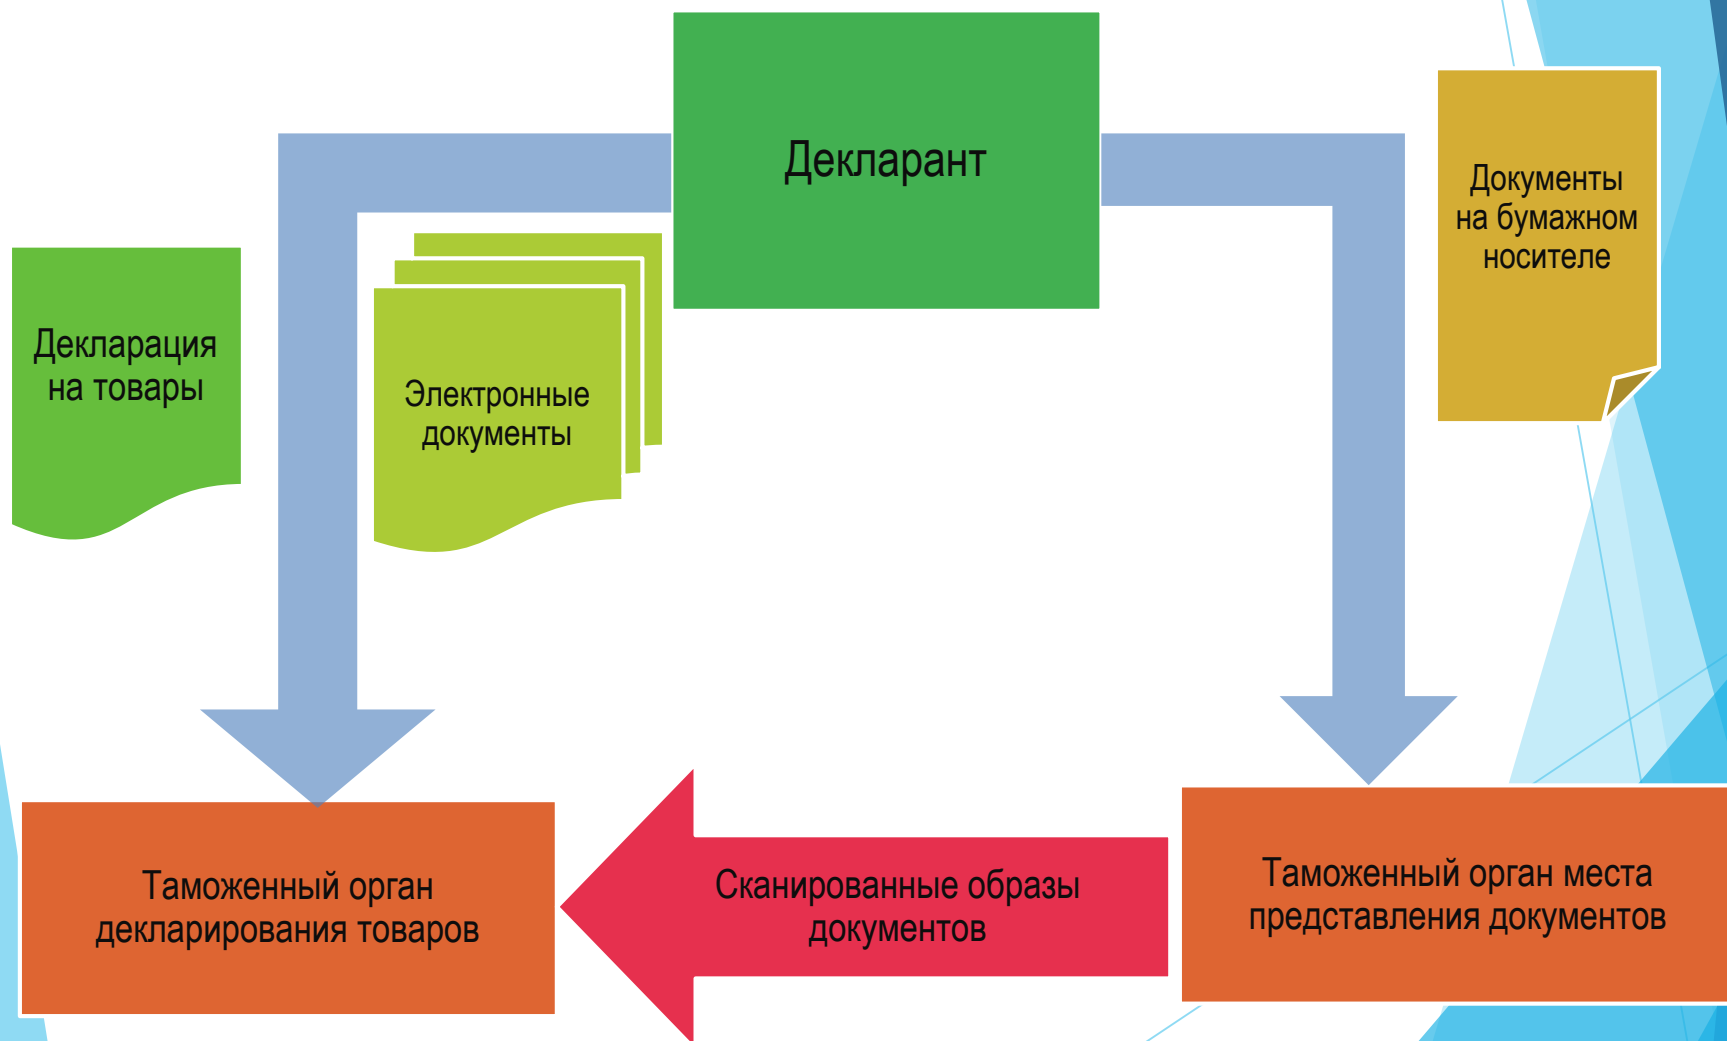 Декларант
Документы
на бумажном
носителе
Декларация
на товары
Электронные
документы
Таможенный орган
декларирования товаров
Сканированные образы
документов
Таможенный орган места
представления документов